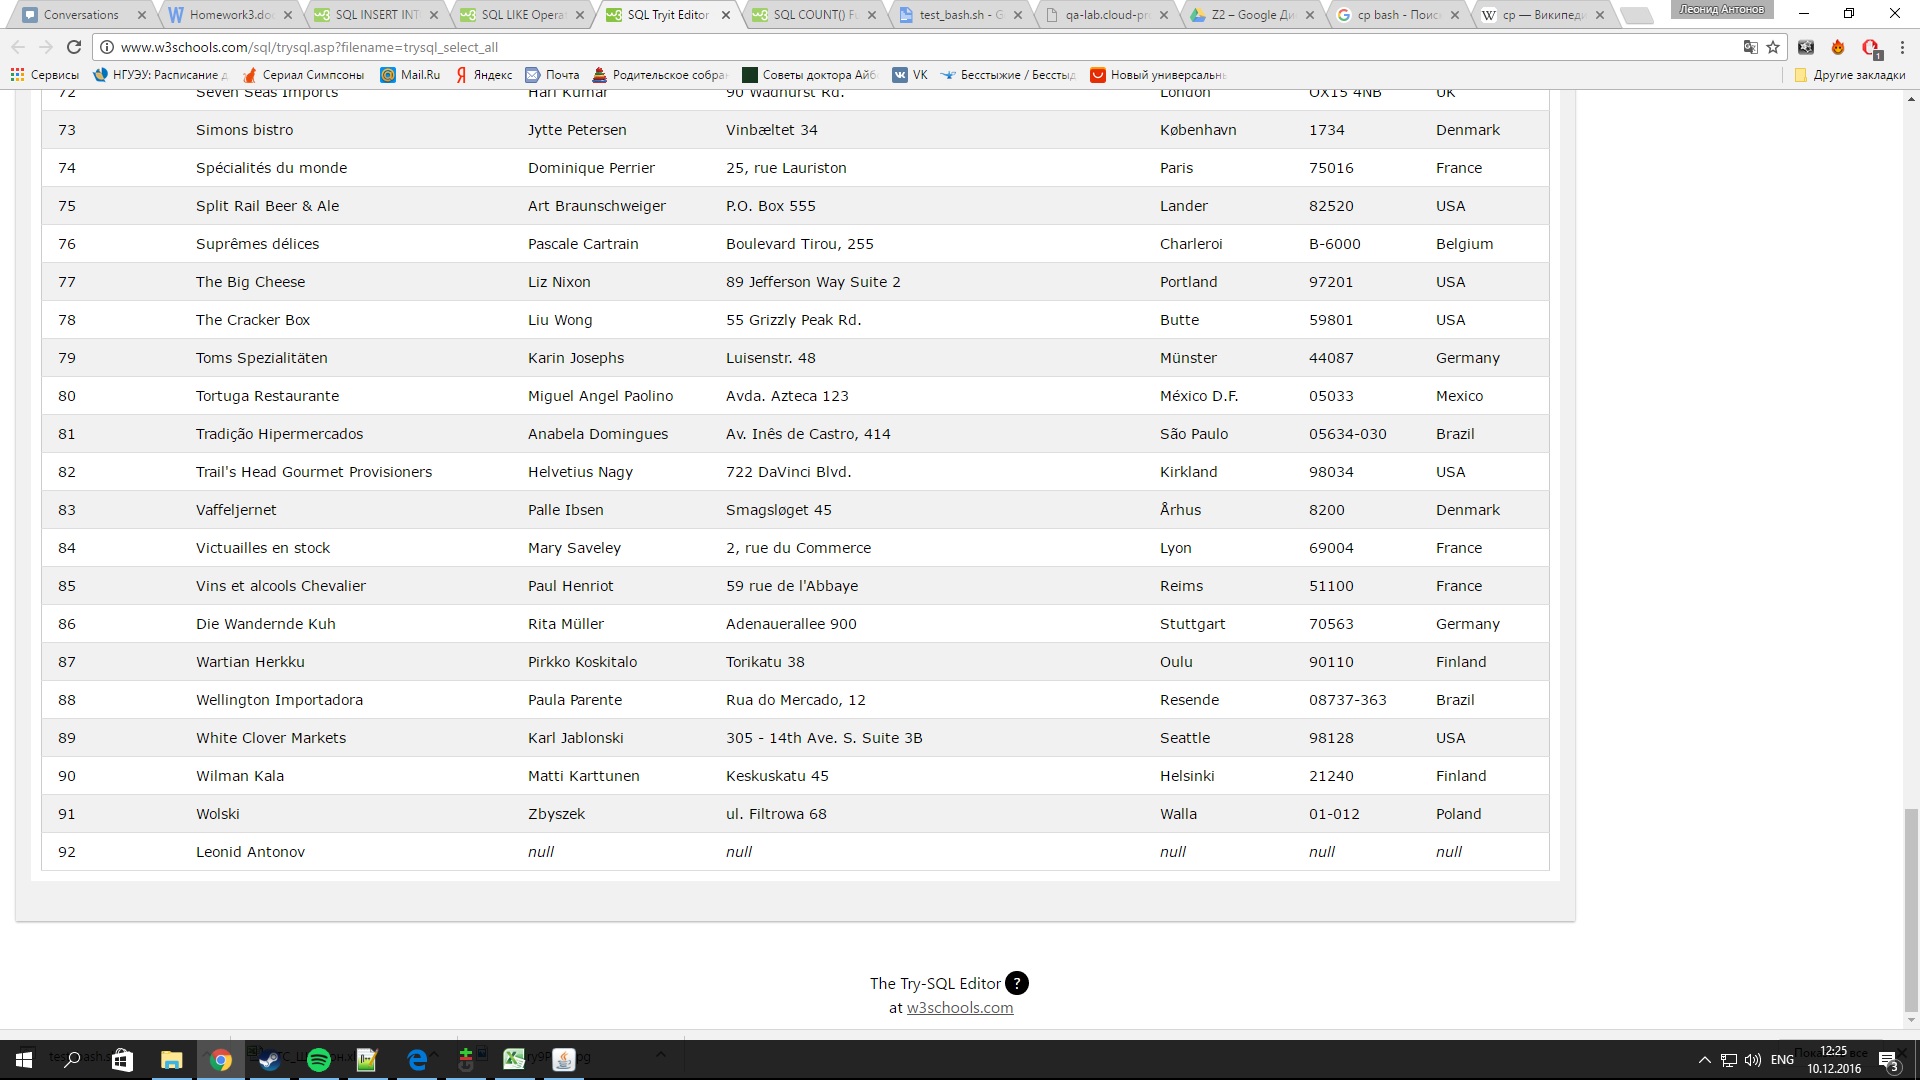 Conversations
Homework3.doc
SQL INSERT INT
SQL LIKE Opera
SQL Tryit Editor
SQL COUNT() Fu
test_bash.sh - G
qa-lab.cloud-pr
Z2 – Google Ди
cp bash - Поис
cp — Википеди
Леонид Антонов
www.w3schools.com/sql/trysql.asp?filename=trysql_select_all
Сервисы
НГУЭУ: Расписание д
Сериал Симпсоны
Mail.Ru
Яндекс
Почта
Родительское собра
Советы доктора Айб
VK
Бесстыжие / Бесстыд
Новый универсальн
Другие закладки
72 Seven Seas Imports Hari Kumar 90 Wadhurst Rd. London OX15 4NB UK
73 Simons bistro Jytte Petersen Vinbæltet 34 København 1734 Denmark
74 Spécialités du monde Dominique Perrier 25, rue Lauriston Paris 75016 France
75 Split Rail Beer & Ale Art Braunschweiger P.O. Box 555 Lander 82520 USA
76 Suprêmes délices Pascale Cartrain Boulevard Tirou, 255 Charleroi B-6000 Belgium
77 The Big Cheese Liz Nixon 89 Jefferson Way Suite 2 Portland 97201 USA
78 The Cracker Box Liu Wong 55 Grizzly Peak Rd. Butte 59801 USA
79 Toms Spezialitäten Karin Josephs Luisenstr. 48 Münster 44087 Germany
80 Tortuga Restaurante Miguel Angel Paolino Avda. Azteca 123 México D.F. 05033 Mexico
81 Tradição Hipermercados Anabela Domingues Av. Inês de Castro, 414 São Paulo 05634-030 Brazil
82 Trail's Head Gourmet Provisioners Helvetius Nagy 722 DaVinci Blvd. Kirkland 98034 USA
83 Vaffeljernet Palle Ibsen Smagsløget 45 Århus 8200 Denmark
84 Victuailles en stock Mary Saveley 2, rue du Commerce Lyon 69004 France
85 Vins et alcools Chevalier Paul Henriot 59 rue de l'Abbaye Reims 51100 France
86 Die Wandernde Kuh Rita Müller Adenauerallee 900 Stuttgart 70563 Germany
87 Wartian Herkku Pirkko Koskitalo Torikatu 38 Oulu 90110 Finland
88 Wellington Importadora Paula Parente Rua do Mercado, 12 Resende 08737-363 Brazil
89 White Clover Markets Karl Jablonski 305 - 14th Ave. S. Suite 3B Seattle 98128 USA
90 Wilman Kala Matti Karttunen Keskuskatu 45 Helsinki 21240 Finland
91 Wolski Zbyszek ul. Filtrowa 68 Walla 01-012 Poland
92 Leonid Antonov null null null null null
The Try-SQL Editor ?
at w3schools.com
ENG
12:25
10.12.2016
3